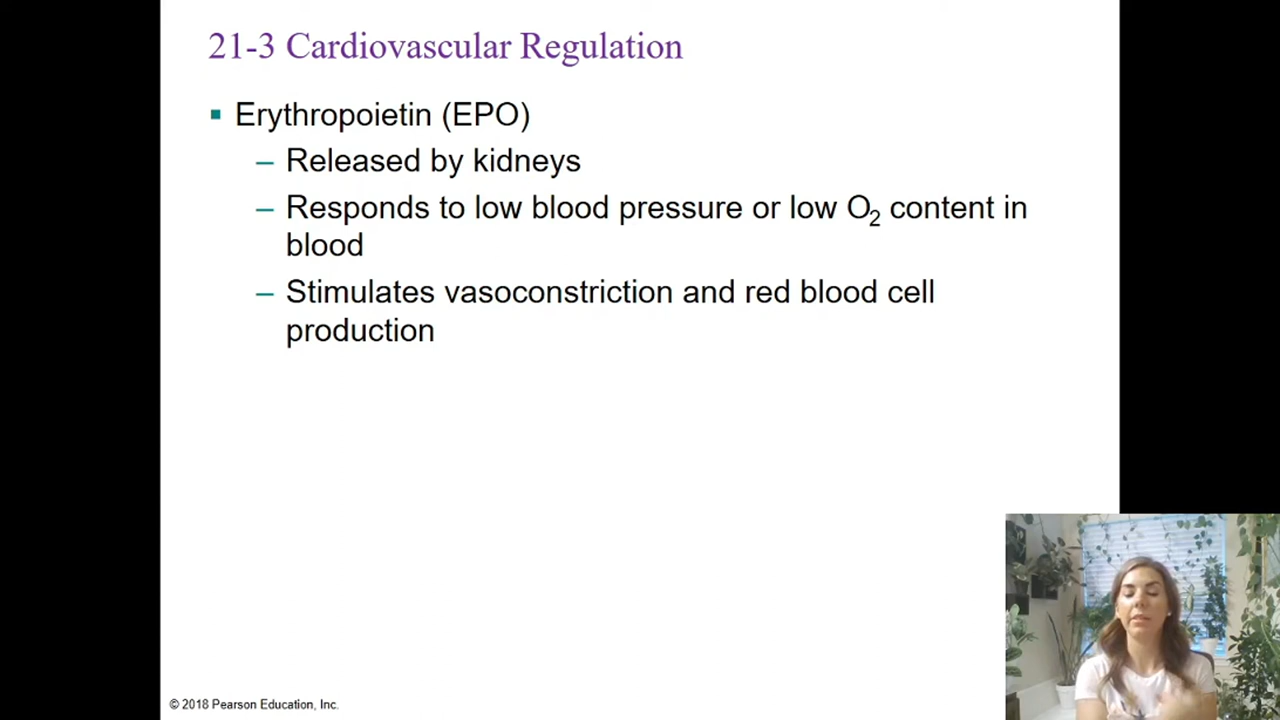 21-3 Cardiovascular Regulation
▪ Erythropoietin (EPO)
– Released by kidneys
– Responds to low blood pressure or low O₂ content in
blood
– Stimulates vasoconstriction and red blood cell
production
© 2018 Pearson Education, Inc.